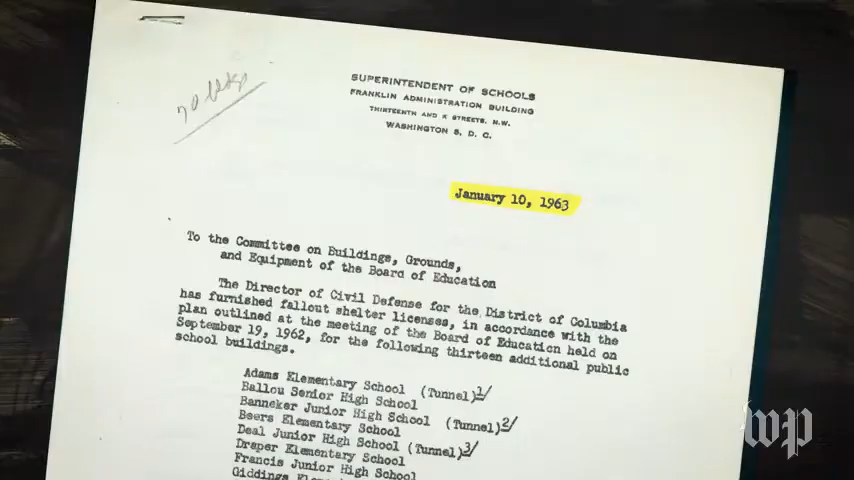 SUPERINTENDENT OF SCHOOLS
FRANKLIN ADMINISTRATION BUILDING
THIRTEENTH AND K STREETS, N.W.
WASHINGTON 5, D. C.
January 10, 1963
To the Committee on Buildings, Grounds,
and Equipment of the Board of Education
The Director of Civil Defense for the District of Columbia
has furnished fallout shelter licenses, in accordance with the
plan outlined at the meeting of the Board of Education held on
September 19, 1962, for the following thirteen additional public
school buildings.
Adams Elementary School (Tunnel)1/
Ballou Senior High School
Banneker Junior High School (Tunnel)2/
Beers Elementary School
Deal Junior High School (Tunnel)3/
Draper Elementary School
Francis Junior High School
Giddings
wp